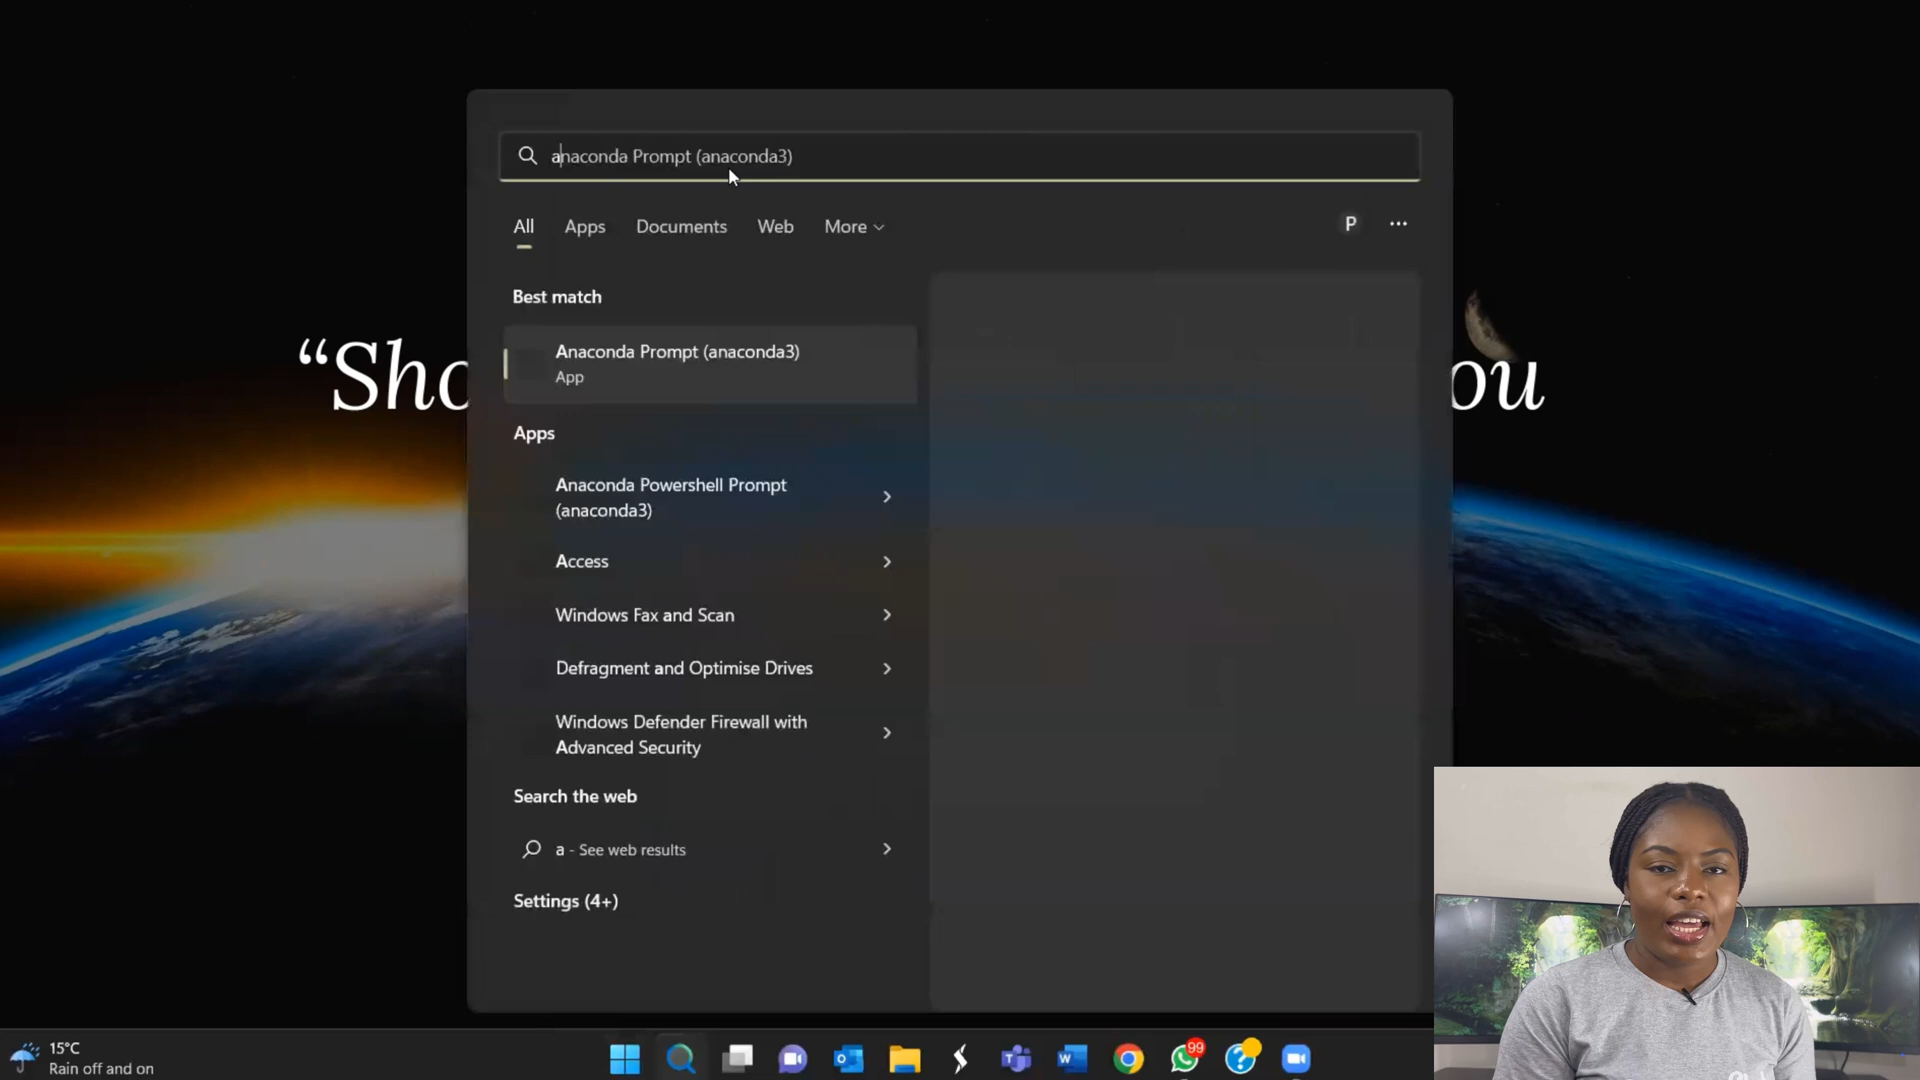 anaconda Prompt (anaconda3)
All Apps Documents Web More P
Best match
Anaconda Prompt (anaconda3)
App
“Sho ou
Apps
Anaconda Powershell Prompt
(anaconda3)
Access
Windows Fax and Scan
Defragment and Optimise Drives
Windows Defender Firewall with
Advanced Security
Search the web
a - See web results
Settings (4+)
15°C
Rain off and on
99